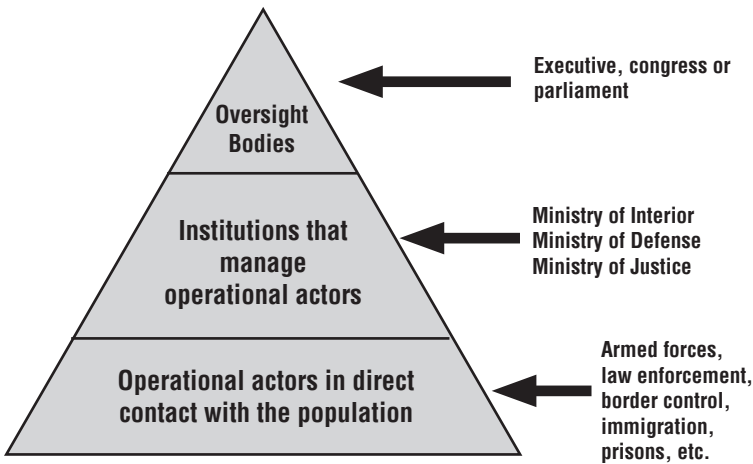 Oversight
Bodies
Executive, congress or
parliament
Institutions that
manage
operational actors
Ministry of Interior
Ministry of Defense
Ministry of Justice
Operational actors in direct
contact with the population
Armed forces,
law enforcement,
border control,
immigration,
prisons, etc.